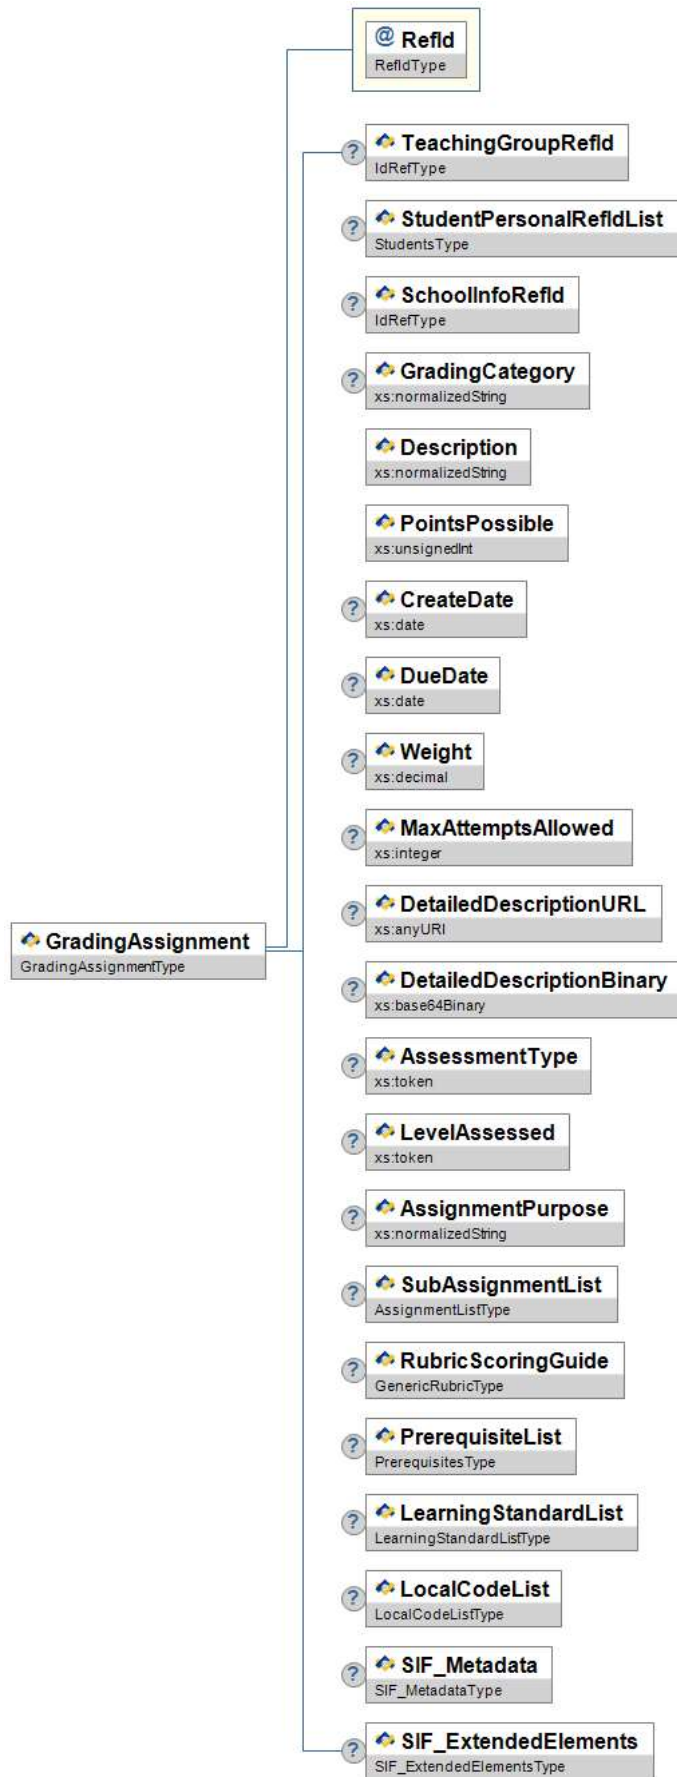 @ RefId
RefIdType
? TeachingGroupRefId
IdRefType
? StudentPersonalRefIdList
StudentsType
? SchoolInfoRefId
IdRefType
? GradingCategory
xs:normalizedString
Description
xs:normalizedString
PointsPossible
xs:unsignedInt
? CreateDate
xs:date
? DueDate
xs:date
? Weight
xs:decimal
? MaxAttemptsAllowed
xs:integer
? DetailedDescriptionURL
xs:anyURI
GradingAssignment
GradingAssignmentType
? DetailedDescriptionBinary
xs:base64Binary
? AssessmentType
xs:token
? LevelAssessed
xs:token
? AssignmentPurpose
xs:normalizedString
? SubAssignmentList
AssignmentListType
? RubricScoringGuide
GenericRubricType
? PrerequisiteList
PrerequisitesType
? LearningStandardList
LearningStandardListType
? LocalCodeList
LocalCodeListType
? SIF_Metadata
SIF_MetadataType
? SIF_ExtendedElements
SIF_ExtendedElementsType